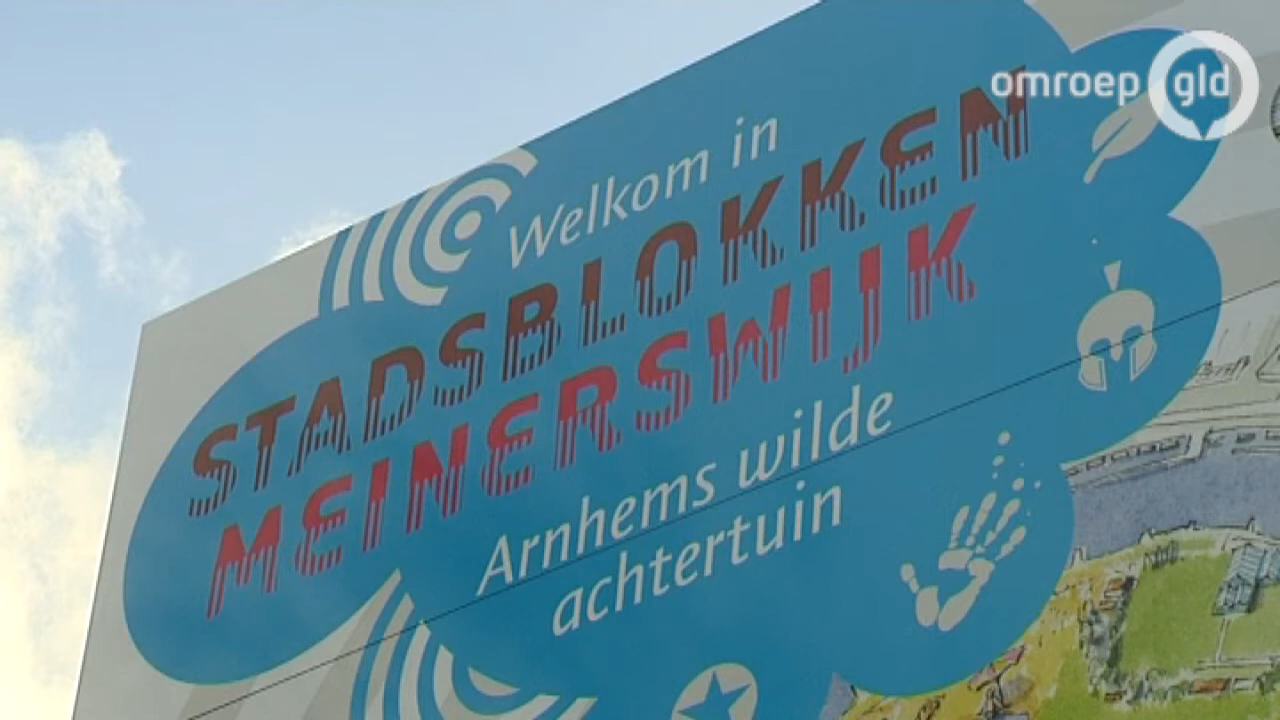 omroep gld
Welkom in
STADSBLOKKEN
MEINERSWIJK
Arnhems wilde
achtertuin